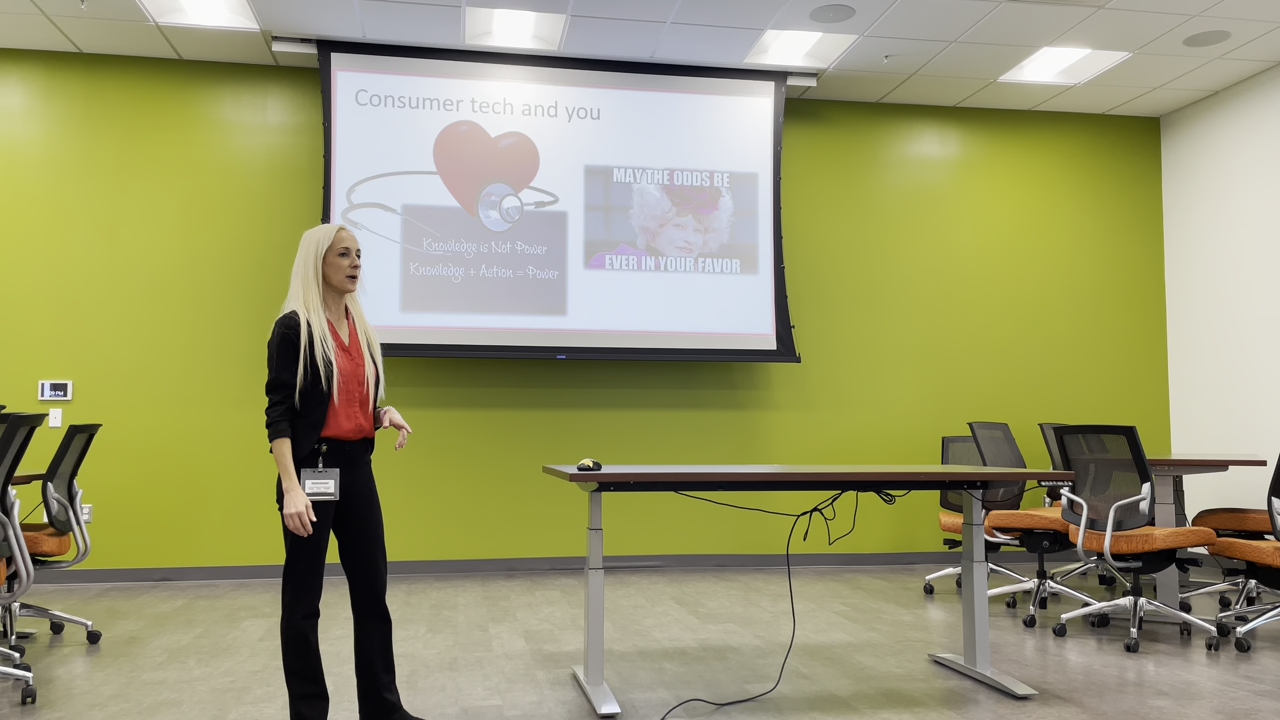 Consumer tech and you
Knowledge is Not Power
Knowledge + Action = Power
MAY THE ODDS BE
EVER IN YOUR FAVOR